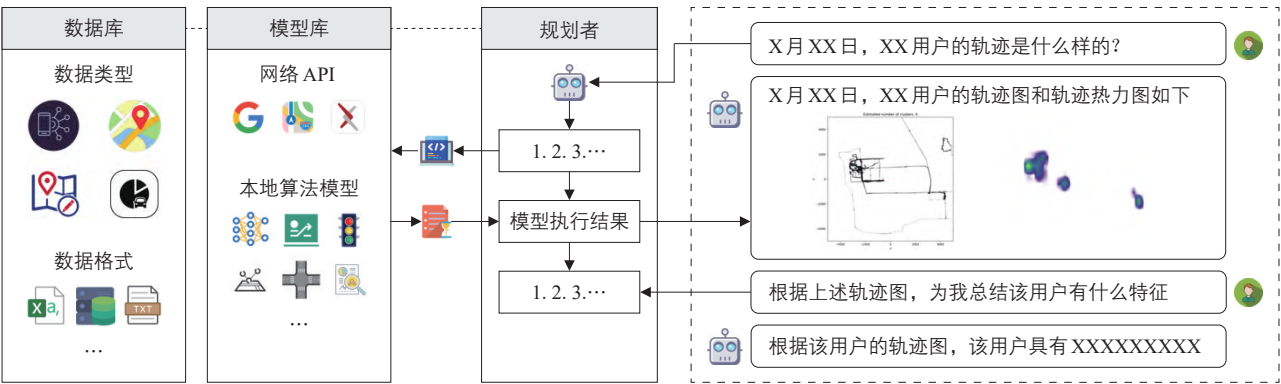 数据库
数据类型
数据格式
X a,
TXT
…
模型库
网络 API
G
本地算法模型
…
</>
规划者
1. 2. 3.…
模型执行结果
1. 2. 3.…
X月XX日，XX用户的轨迹是什么样的？
X月XX日，XX用户的轨迹图和轨迹热力图如下
Estimated number of clusters: 4
根据上述轨迹图，为我总结该用户有什么特征
根据该用户的轨迹图，该用户具有XXXXXXXXX